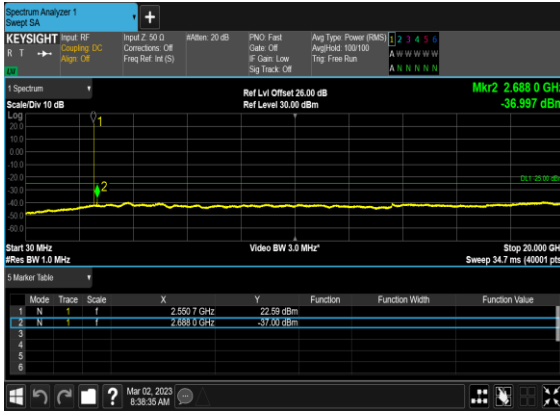 Spectrum Analyzer 1
Swept SA
+
KEYSIGHT Input: RF Input Z: 50 Ω #Atten: 20 dB PNO: Fast Avg Type: Power (RMS) 1 2 3 4 5 6
R T Coupling: DC Corrections: Off Gate: Off Avg|Hold: 100/100 A W W W W W
Align: Off Freq Ref: Int (S) IF Gain: Low Trig: Free Run
Sig Track: Off A N N N N N
1 Spectrum
Ref Lvl Offset 26.00 dB Mkr2 2.688 0 GHz
Scale/Div 10 dB Ref Level 30.00 dBm -36.997 dBm
Log
20.0
10.0
0.00
-10.0
-20.0
-30.0
-40.0
-50.0
-60.0
1
2
DL1 -25.00 dBm
Start 30 MHz Video BW 3.0 MHz* Stop 20.000 GH
#Res BW 1.0 MHz Sweep 34.7 ms (40001 pts
5 Marker Table
Mode Trace Scale X Y Function Function Width Function Value
1 N 1 f 2.550 7 GHz 22.59 dBm
2 N 1 f 2.688 0 GHz -37.00 dBm
3
4
5
6
? Mar 02, 2023
8:38:35 AM